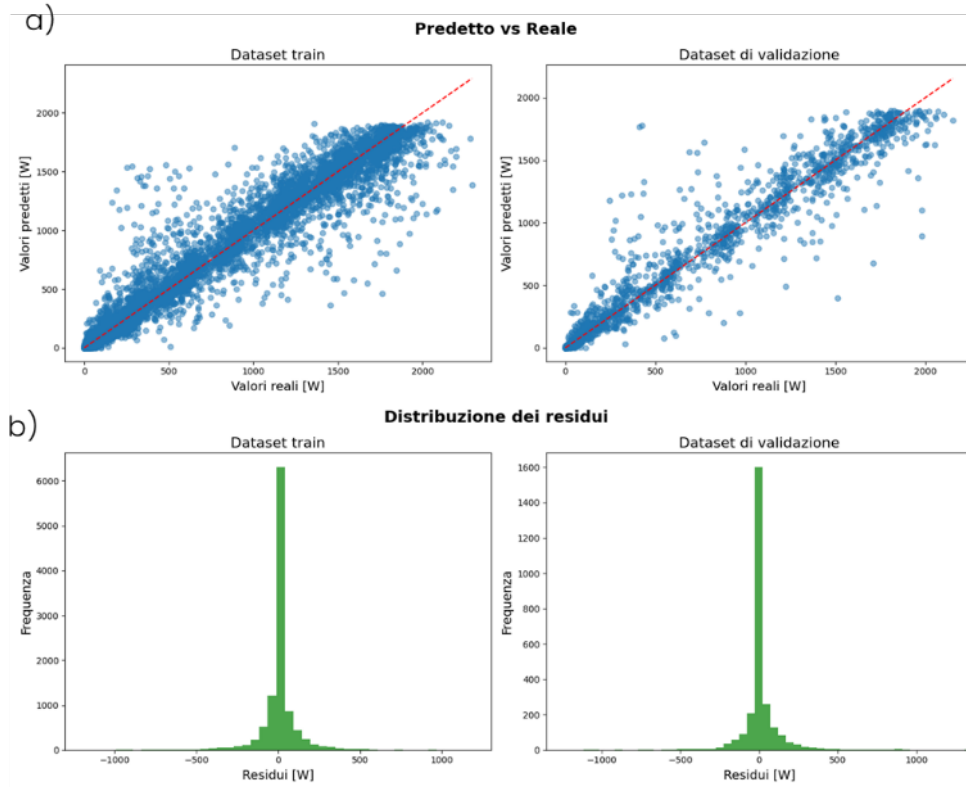 a)
Predetto vs Reale
Dataset train
Dataset di validazione
Valori predetti [W]
2000
1500
1000
500
0
0 500 1000 1500 2000
Valori reali [W]
Valori predetti [W]
2000
1500
1000
500
0
0 500 1000 1500 2000
Valori reali [W]
b)
Distribuzione dei residui
Dataset train
Dataset di validazione
Frequenza
6000
5000
4000
3000
2000
1000
0
−1000 −500 0 500 1000
Residui [W]
Frequenza
1600
1400
1200
1000
800
600
400
200
0
−1000 −500 0 500 1000
Residui [W]